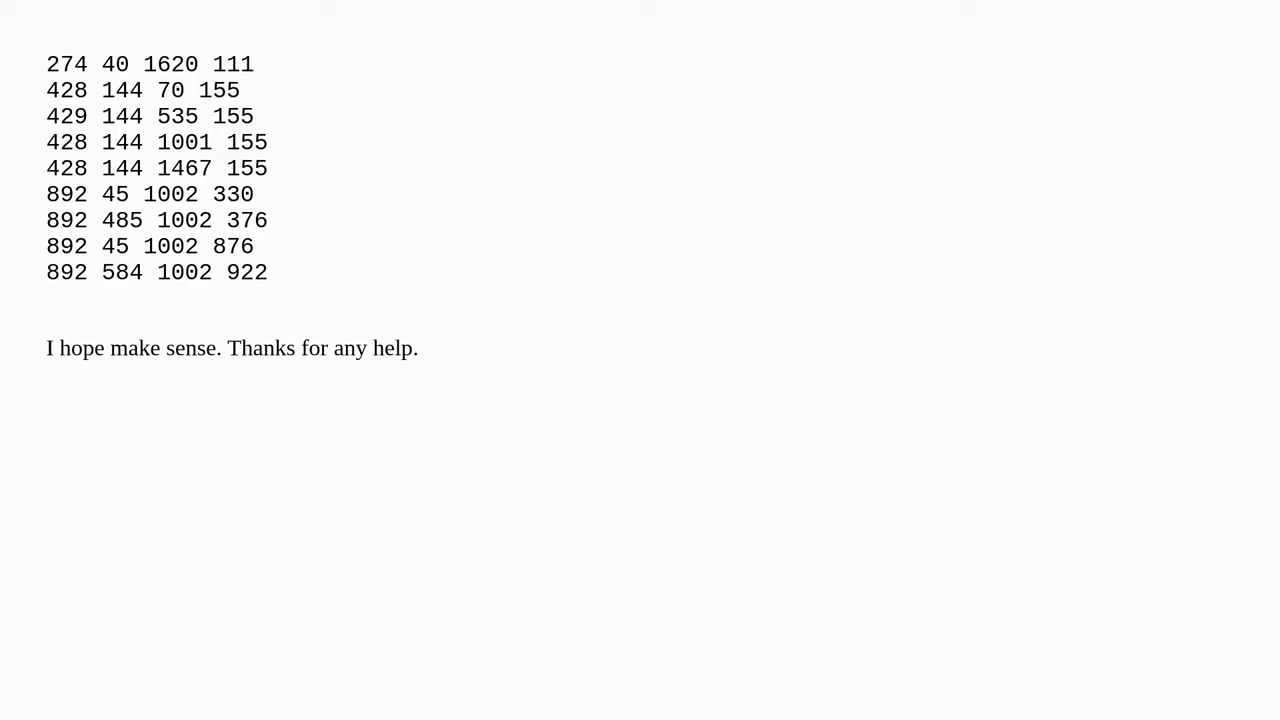 274 40 1620 111
428 144 70 155
429 144 535 155
428 144 1001 155
428 144 1467 155
892 45 1002 330
892 485 1002 376
892 45 1002 876
892 584 1002 922
I hope make sense. Thanks for any help.